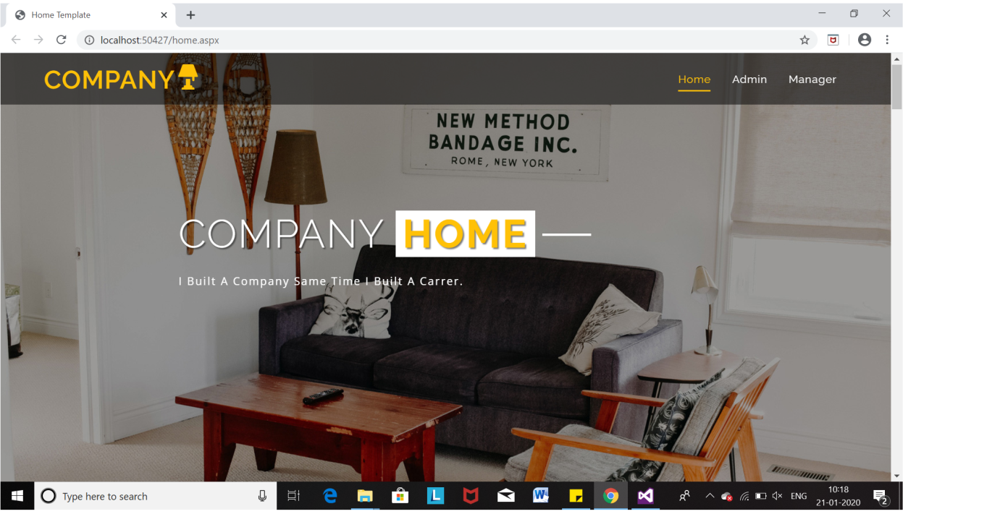 Home Template
localhost:50427/home.aspx
COMPANY
Home Admin Manager
NEW METHOD
BANDAGE INC.
ROME, NEW YORK
COMPANY HOME
I Built A Company Same Time I Built A Carrer.
Type here to search
L
W
ENG
10:18
21-01-2020
2